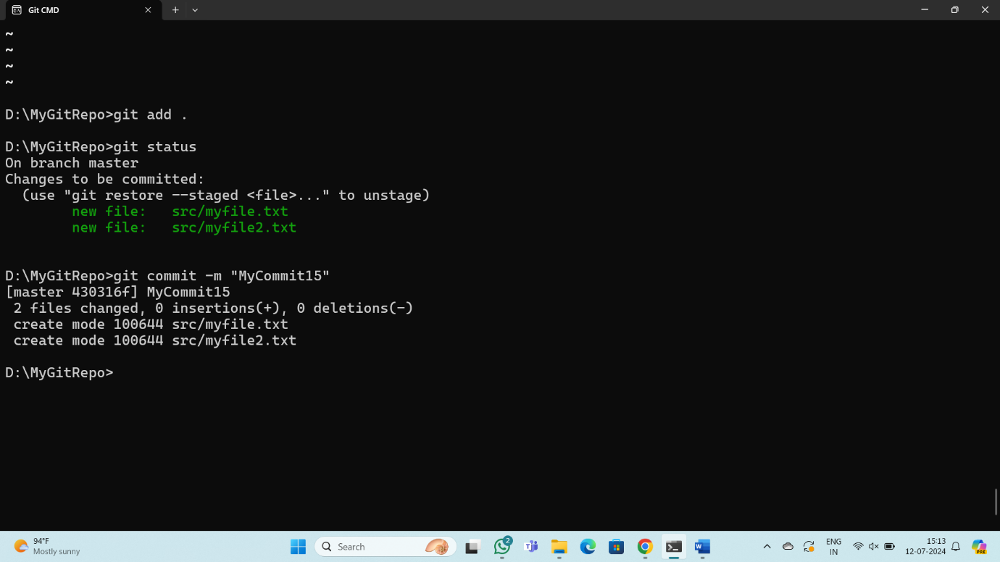 Git CMD
~
~
~
~
D:\MyGitRepo>git add .
D:\MyGitRepo>git status
On branch master
Changes to be committed:
  (use "git restore --staged <file>..." to unstage)
        new file:   src/myfile.txt
        new file:   src/myfile2.txt
D:\MyGitRepo>git commit -m "MyCommit15"
[master 430316f] MyCommit15
 2 files changed, 0 insertions(+), 0 deletions(-)
 create mode 100644 src/myfile.txt
 create mode 100644 src/myfile2.txt
D:\MyGitRepo>
94°F
Mostly sunny
Search
2
ENG
IN
15:13
12-07-2024
PRE